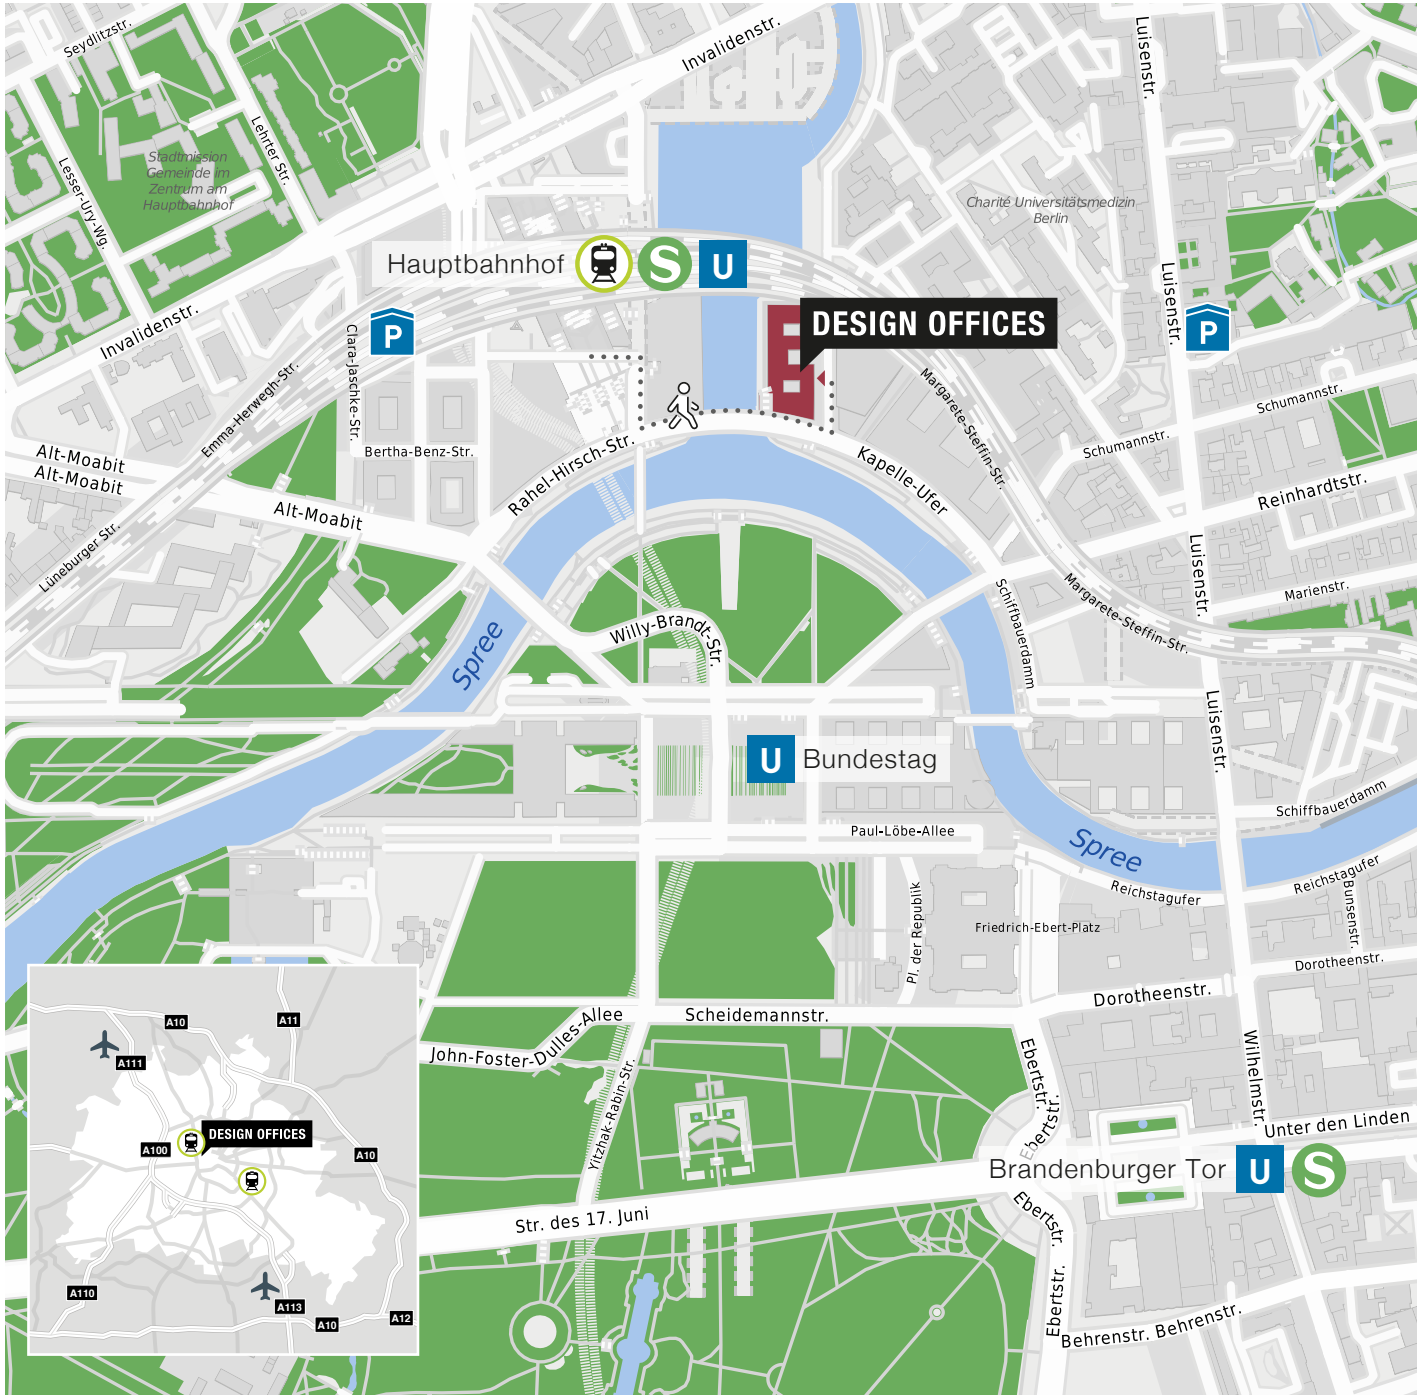 Seydlitzstr.
Invalidenstr.
Luisenstr.
Lehrter Str.
Lesser-Ury-Wg.
Stadtmission
Gemeinde im
Zentrum am
Hauptbahnhof
Charité Universitätsmedizin
Berlin
Hauptbahnhof
S
U
Luisenstr.
Invalidenstr.
P
DESIGN OFFICES
P
Clara-Jaschke-Str.
Emma-Herwegh-Str.
Margarete-Steffin-Str.
Schumannstr.
Schumannstr.
Alt-Moabit
Alt-Moabit
Bertha-Benz-Str.
Rahel-Hirsch-Str.
Kapelle-Ufer
Reinhardtstr.
Alt-Moabit
Lüneburger Str.
Luisenstr.
Marienstr.
Margarete-Steffin-Str.
Schiffbauerdamm
Willy-Brandt-Str.
Spree
Luisenstr.
U
Bundestag
Schiffbauerdamm
Paul-Löbe-Allee
Spree
Reichstagufer
Reichstagufer
Bunsenstr.
Pl. der Republik
Friedrich-Ebert-Platz
Dorotheenstr.
Dorotheenstr.
Scheidemannstr.
John-Foster-Dulles-Allee
Yitzhak-Rabin-Str.
Ebertstr.
Ebertstr.
Ebertstr.
Wilhelmstr.
Unter den Linden
Brandenburger Tor
U
S
Str. des 17. Juni
Ebertstr.
Ebertstr.
Behrenstr.
Behrenstr.
A10
A11
A111
DESIGN OFFICES
A100
A10
A110
A113
A10
A12